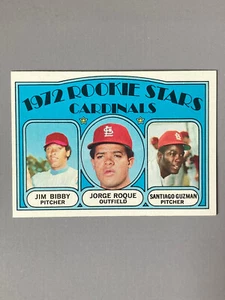 1972 ROOKIE STARS
CARDINALS
JIM BIBBY
PITCHER
JORGE ROQUE
OUTFIELD
SANTIAGO GUZMAN
PITCHER